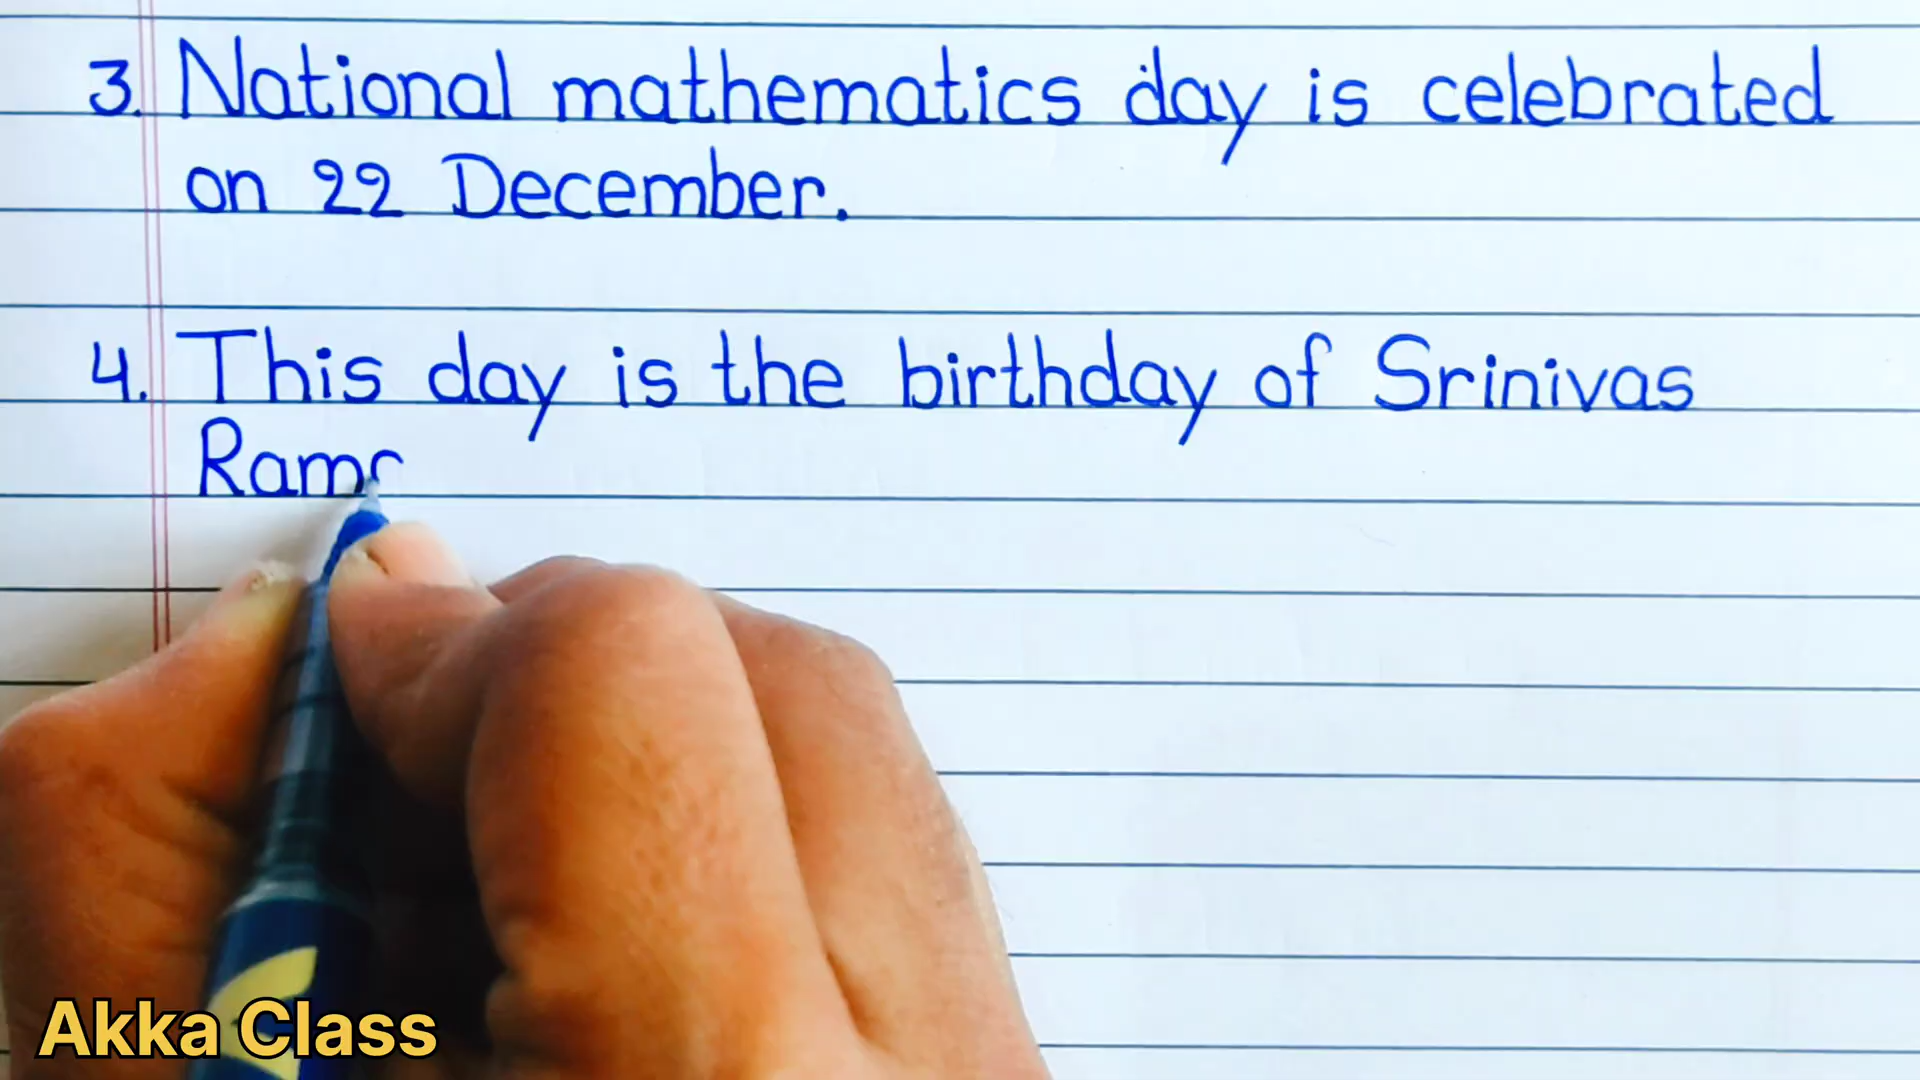 3. National mathematics day is celebrated
on 22 December.
4. This day is the birthday of Srinivas
Ram
Akka Class